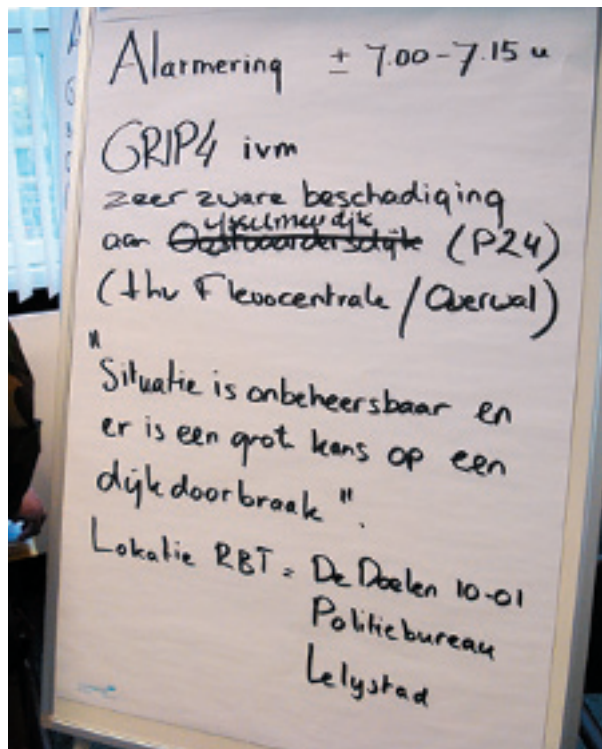 Alarmering ± 7.00 - 7.15 u
GRIP4 ivm
zeer zware beschadiging
ijsselmeerdijk
aan Oostvaardersdijk (P24)
(thv Flevocentrale / Overwal)
"Situatie is onbeheersbaar en
er is een grot kans op een
dijkdoorbraak".
Lokatie RBT = De Doelen 10-01
Politiebureau
Lelystad